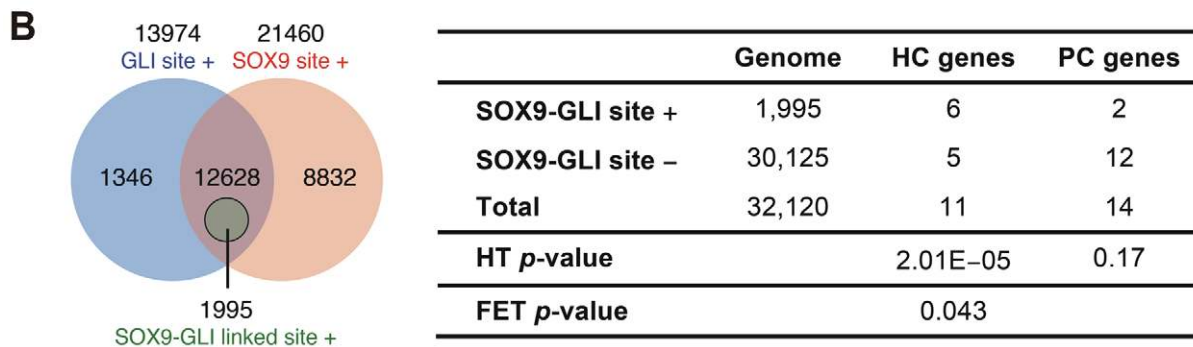 B
13974 21460
GLI site + SOX9 site +
1346 12628 8832
1995
SOX9-GLI linked site +
Genome HC genes PC genes
SOX9-GLI site + 1,995 6 2
SOX9-GLI site − 30,125 5 12
Total 32,120 11 14
HT p-value 2.01E−05 0.17
FET p-value 0.043